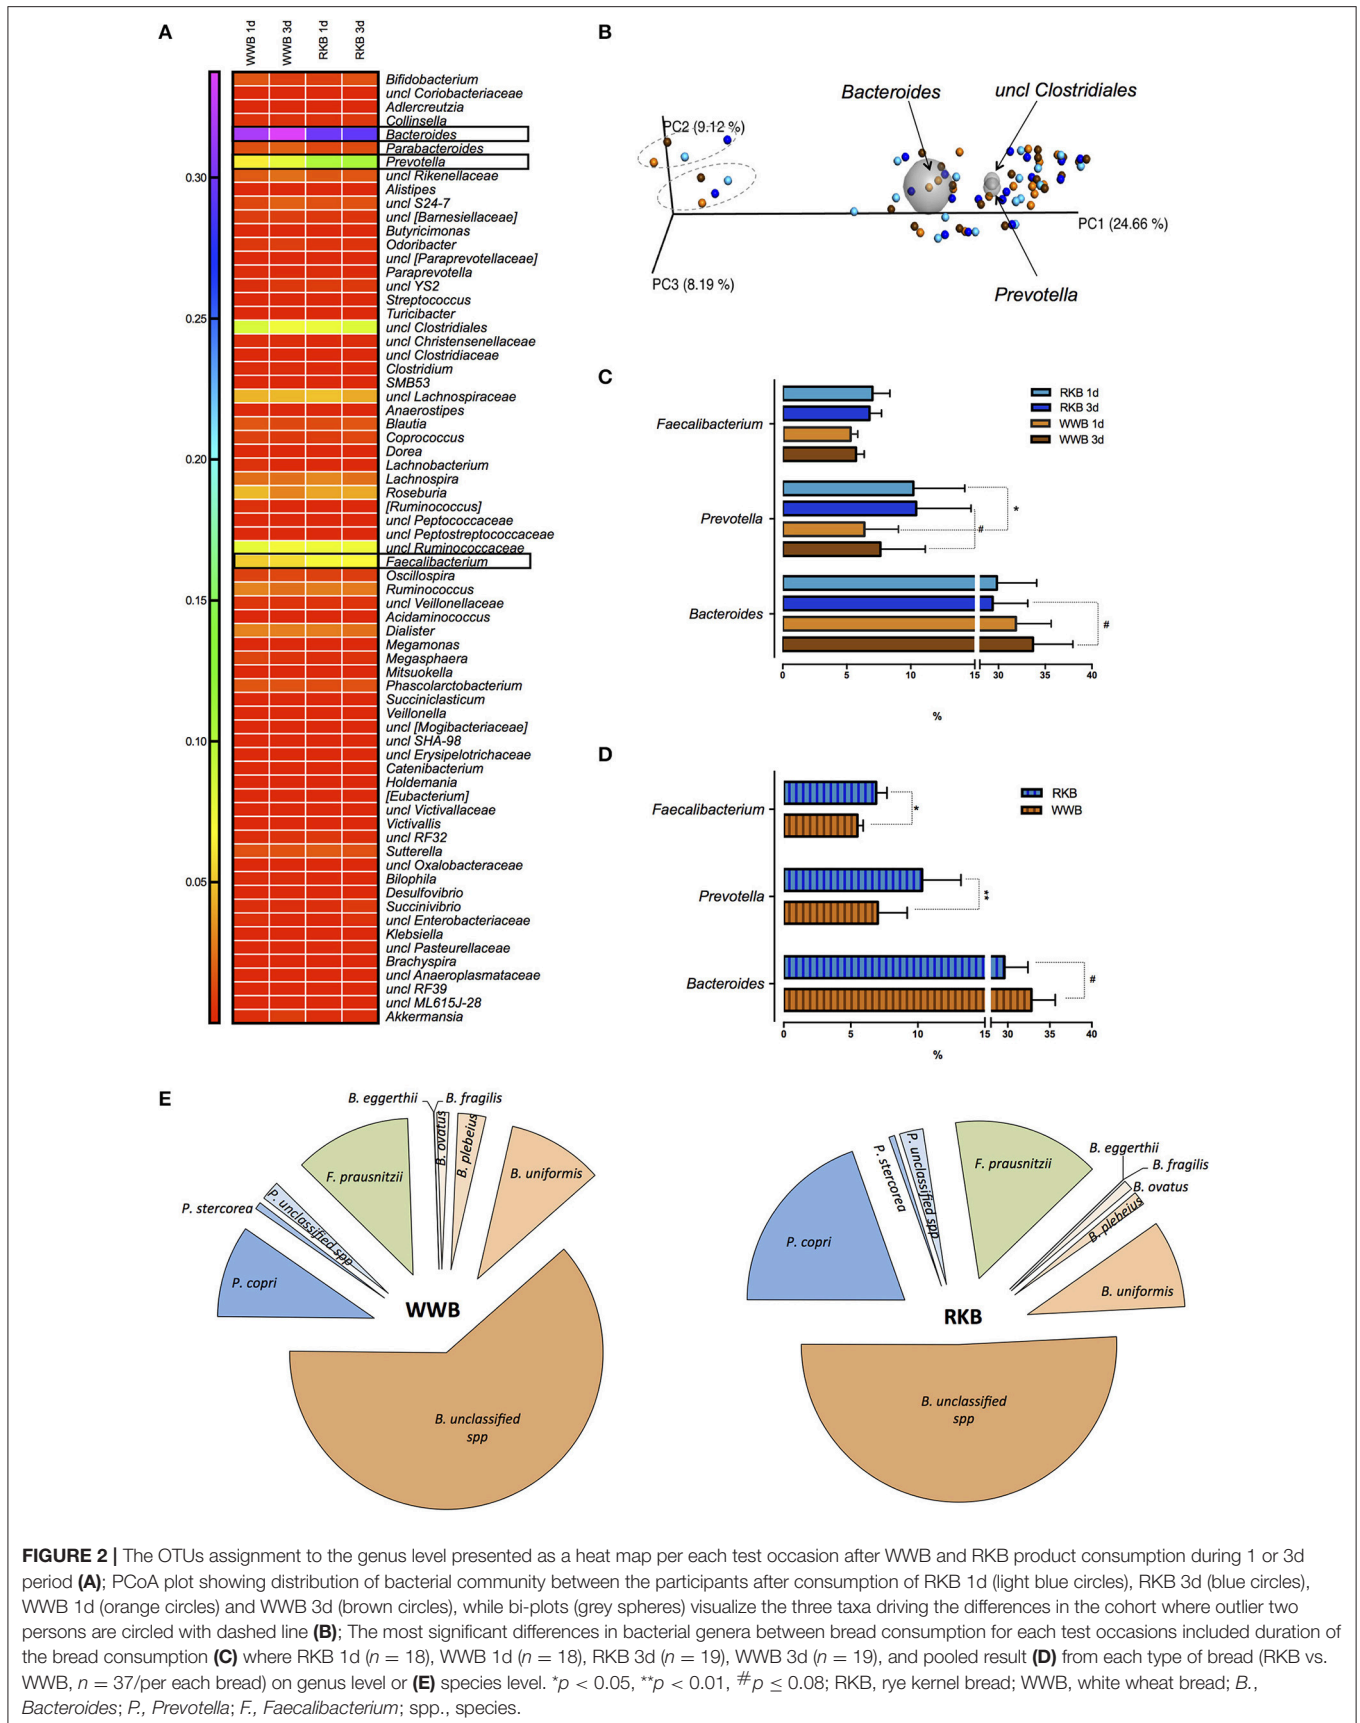 A
WWB 1d
WWB 3d
RKB 1d
RKB 3d
Bifidobacterium
uncl Coriobacteriaceae
Adlercreutzia
Collinsella
Bacteroides
Parabacteroides
Prevotella
uncl Rikenellaceae
Alistipes
uncl S24-7
uncl [Barnesiellaceae]
Butyricimonas
Odoribacter
uncl [Paraprevotellaceae]
Paraprevotella
uncl YS2
Streptococcus
Turicibacter
uncl Clostridiales
uncl Christensenellaceae
uncl Clostridiaceae
Clostridium
SMB53
uncl Lachnospiraceae
Anaerostipes
Blautia
Coprococcus
Dorea
Lachnobacterium
Lachnospira
Roseburia
[Ruminococcus]
uncl Peptococcaceae
uncl Peptostreptococcaceae
uncl Ruminococcaceae
Faecalibacterium
Oscillospira
Ruminococcus
uncl Veillonellaceae
Acidaminococcus
Dialister
Megamonas
Megasphaera
Mitsuokella
Phascolarctobacterium
Succiniclasticum
Veillonella
uncl [Mogibacteriaceae]
uncl SHA-98
uncl Erysipelotrichaceae
Catenibacterium
Holdemania
[Eubacterium]
uncl Victivallaceae
Victivallis
uncl RF32
Sutterella
uncl Oxalobacteraceae
Bilophila
Desulfovibrio
Succinivibrio
uncl Enterobacteriaceae
Klebsiella
uncl Pasteurellaceae
Brachyspira
uncl Anaeroplasmataceae
uncl RF39
uncl ML615J-28
Akkermansia
0.30
0.25
0.20
0.15
0.10
0.05
B
Bacteroides
uncl Clostridiales
PC2 (9.12 %)
PC1 (24.66 %)
PC3 (8.19 %)
Prevotella
C
RKB 1d
RKB 3d
WWB 1d
WWB 3d
Faecalibacterium
Prevotella
*
#
Bacteroides
#
0 5 10 15 30 35 40
%
D
RKB
WWB
Faecalibacterium
*
Prevotella
**
Bacteroides
#
0 5 10 15 30 35 40
%
E
B. eggerthii
B. fragilis
B. ovatus
B. plebeius
B. uniformis
F. prausnitzii
P. unclassified spp
P. stercorea
P. copri
WWB
B. unclassified
spp
P. unclassified spp
P. stercorea
F. prausnitzii
B. eggerthii
B. fragilis
B. ovatus
B. plebeius
P. copri
B. uniformis
RKB
B. unclassified
spp
FIGURE 2 | The OTUs assignment to the genus level presented as a heat map per each test occasion after WWB and RKB product consumption during 1 or 3d
period (A); PCoA plot showing distribution of bacterial community between the participants after consumption of RKB 1d (light blue circles), RKB 3d (blue circles),
WWB 1d (orange circles) and WWB 3d (brown circles), while bi-plots (grey spheres) visualize the three taxa driving the differences in the cohort where outlier two
persons are circled with dashed line (B); The most significant differences in bacterial genera between bread consumption for each test occasions included duration of
the bread consumption (C) where RKB 1d (n = 18), WWB 1d (n = 18), RKB 3d (n = 19), WWB 3d (n = 19), and pooled result (D) from each type of bread (RKB vs.
WWB, n = 37/per each bread) on genus level or (E) species level. *p < 0.05, **p < 0.01, #p ≤ 0.08; RKB, rye kernel bread; WWB, white wheat bread; B.,
Bacteroides; P., Prevotella; F., Faecalibacterium; spp., species.